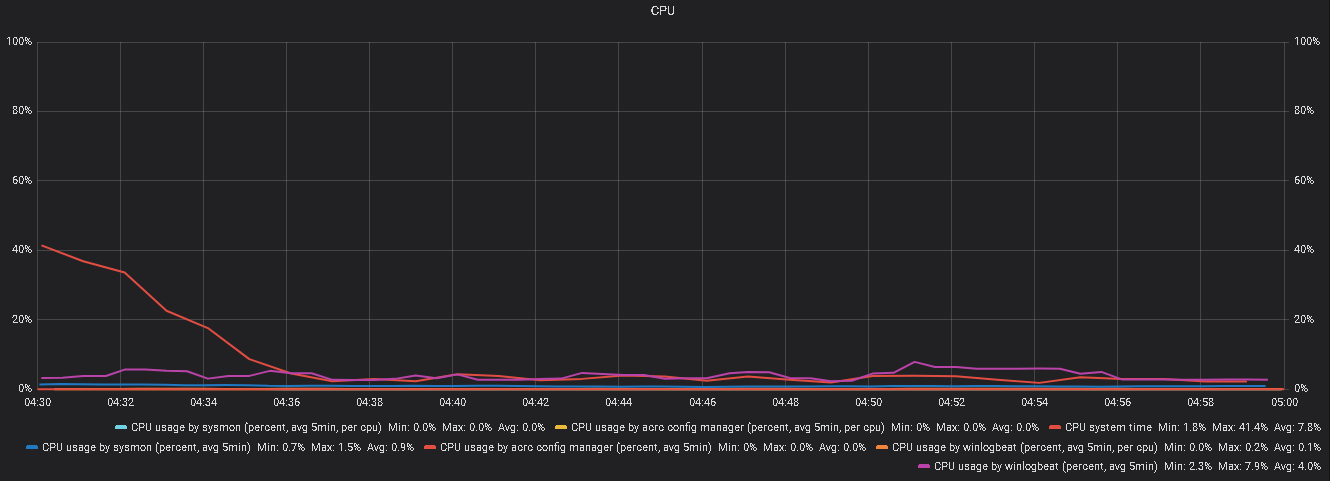 CPU
100% 100%
80% 80%
60% 60%
40% 40%
20% 20%
0% 0%
04:30 04:32 04:34 04:36 04:38 04:40 04:42 04:44 04:46 04:48 04:50 04:52 04:54 04:56 04:58 05:00
CPU usage by sysmon (percent, avg 5min, per cpu) Min: 0.0% Max: 0.0% Avg: 0.0% CPU usage by acrc config manager (percent, avg 5min, per cpu) Min: 0% Max: 0.0% Avg: 0.0% CPU system time Min: 1.8% Max: 41.4% Avg: 7.8%
CPU usage by sysmon (percent, avg 5min) Min: 0.7% Max: 1.5% Avg: 0.9% CPU usage by acrc config manager (percent, avg 5min) Min: 0% Max: 0.0% Avg: 0.0% CPU usage by winlogbeat (percent, avg 5min, per cpu) Min: 0.0% Max: 0.2% Avg: 0.1%
CPU usage by winlogbeat (percent, avg 5min) Min: 2.3% Max: 7.9% Avg: 4.0%